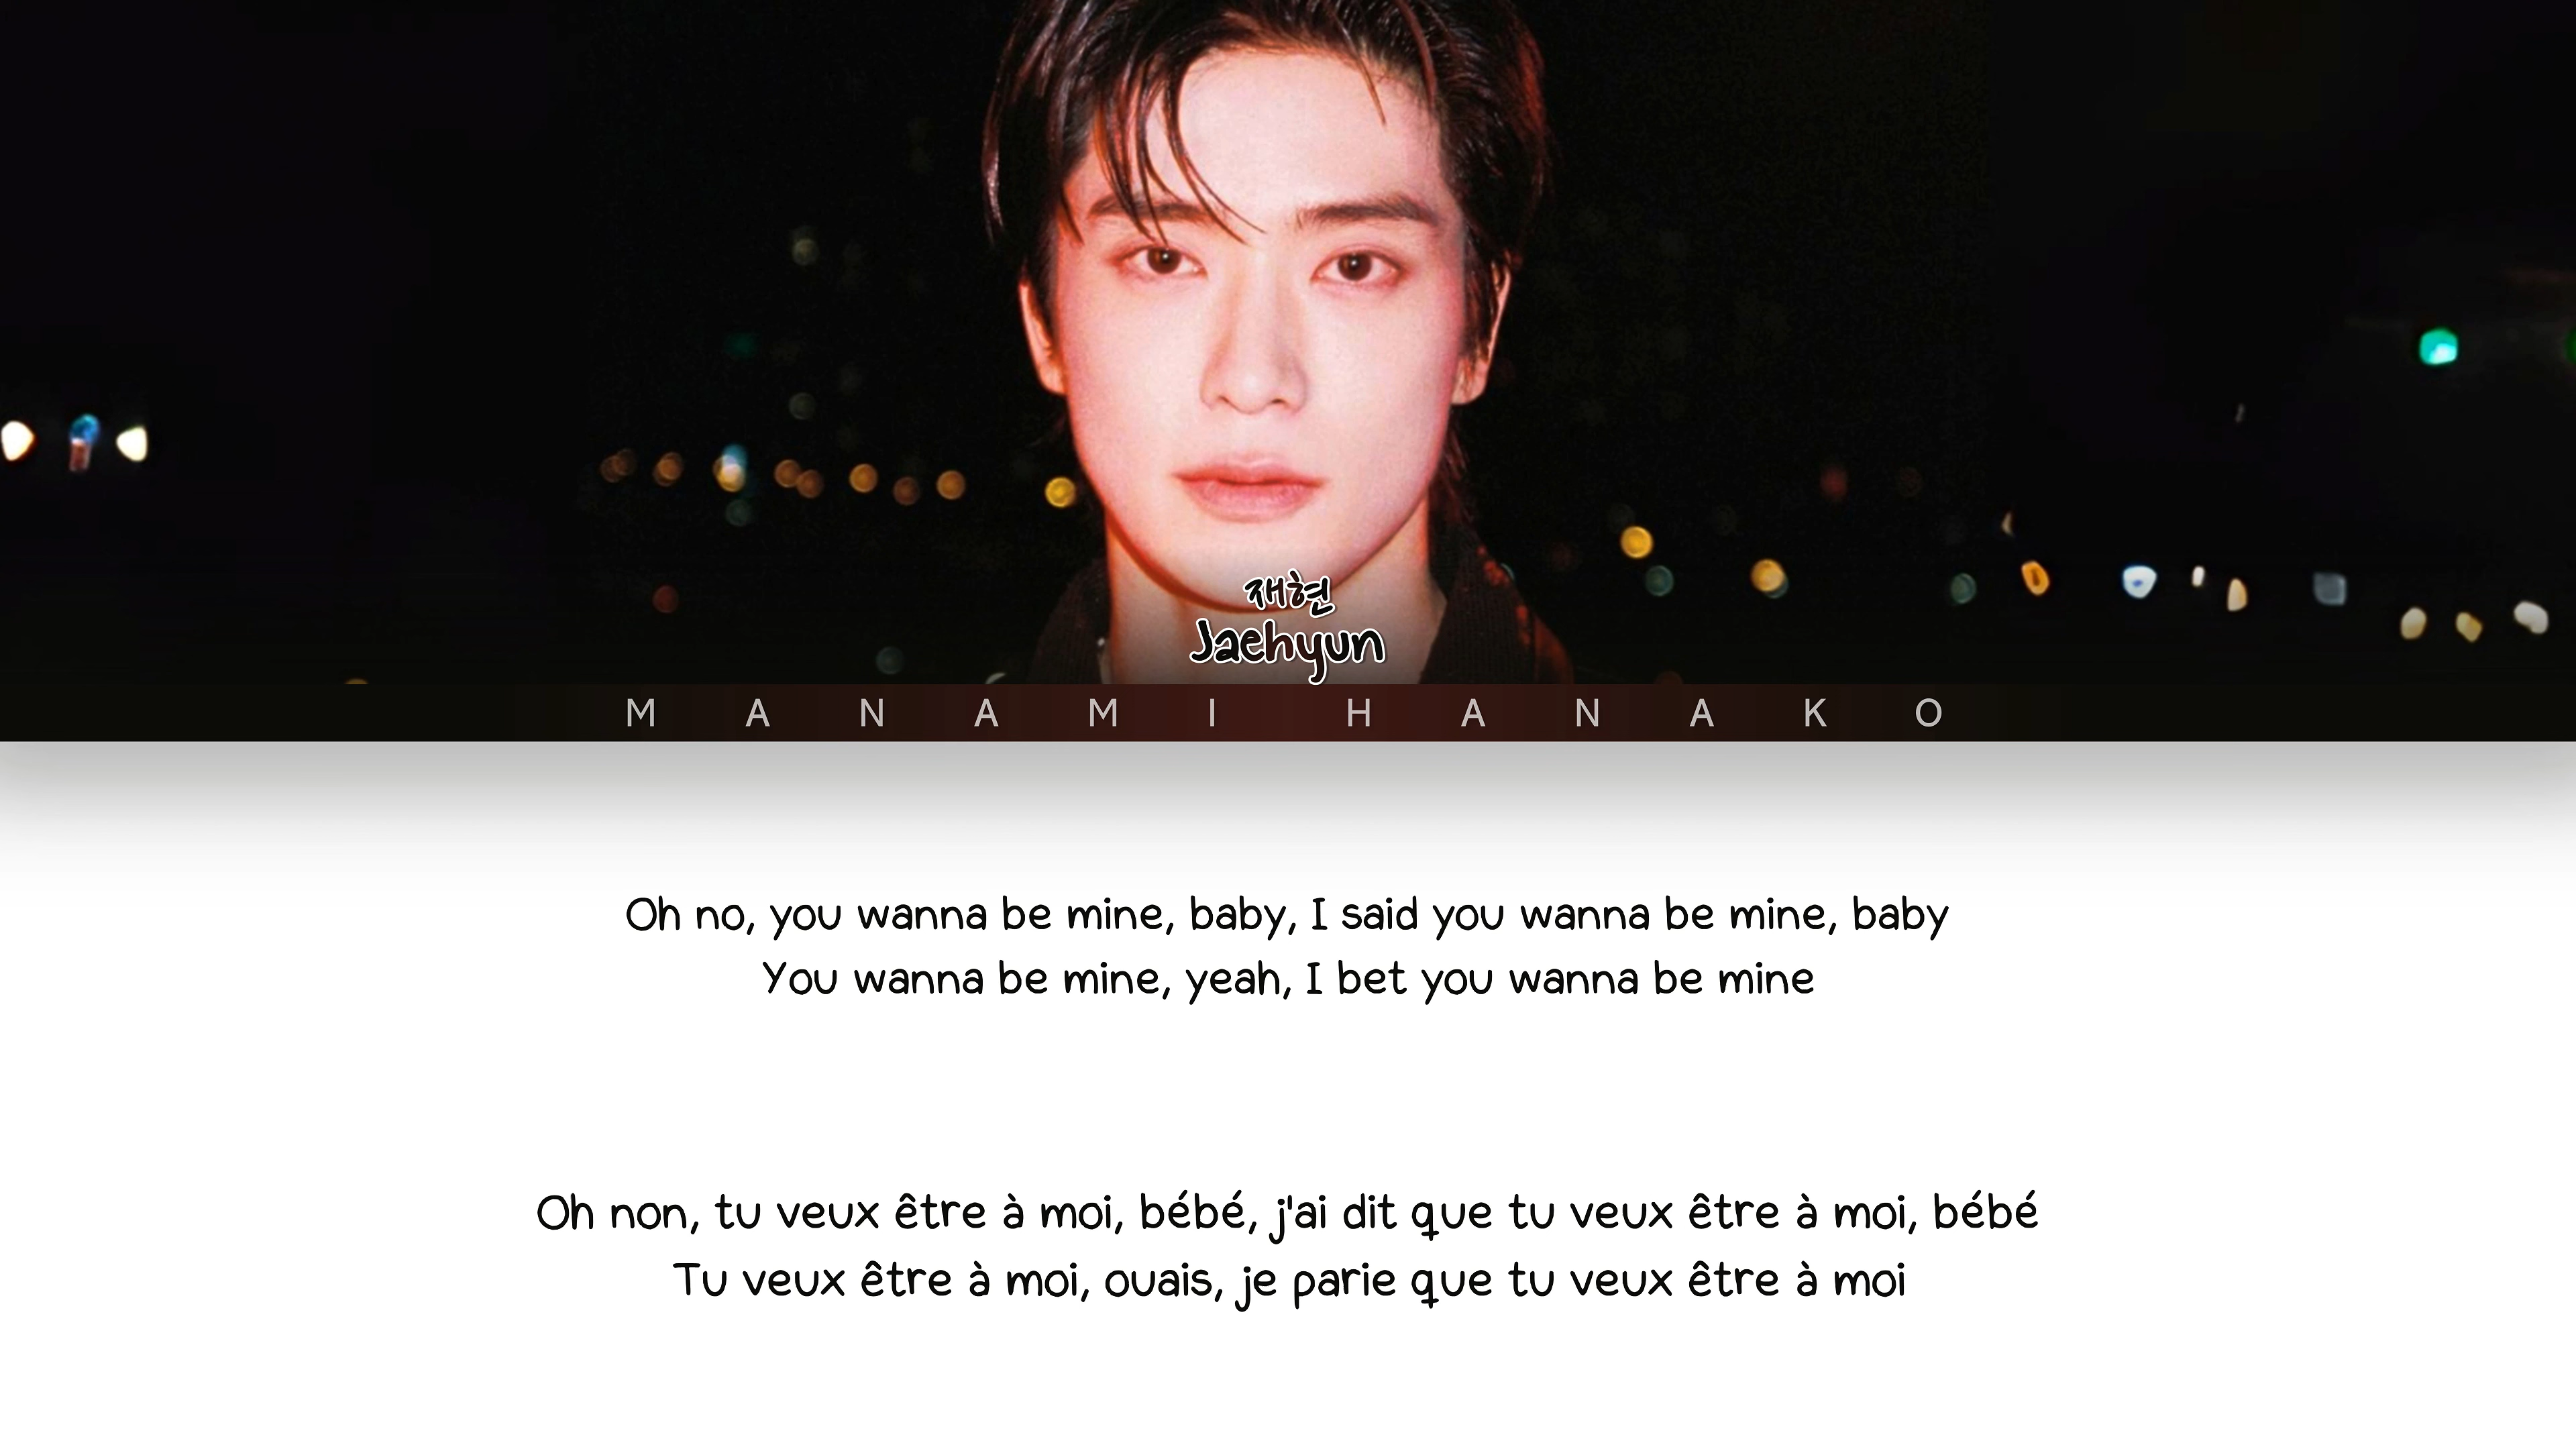 재현
Jaehyun
MANAMI HANAKO
Oh no, you wanna be mine, baby, I said you wanna be mine, baby
You wanna be mine, yeah, I bet you wanna be mine
Oh non, tu veux être à moi, bébé, j'ai dit que tu veux être à moi, bébé
Tu veux être à moi, ouais, je parie que tu veux être à moi